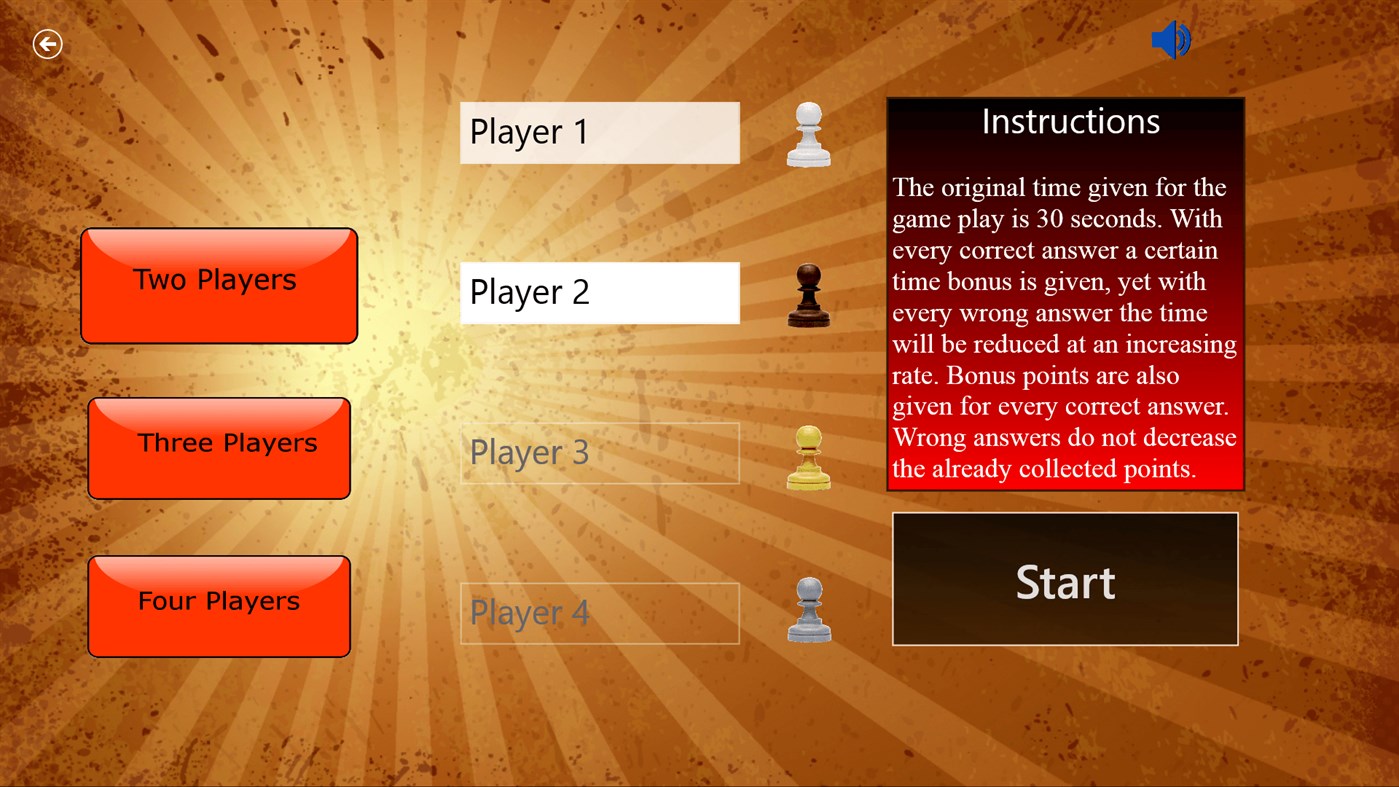 Two Players
Three Players
Four Players
Player 1
Player 2
Player 3
Player 4
Instructions
The original time given for the
game play is 30 seconds. With
every correct answer a certain
time bonus is given, yet with
every wrong answer the time
will be reduced at an increasing
rate. Bonus points are also
given for every correct answer.
Wrong answers do not decrease
the already collected points.
Start